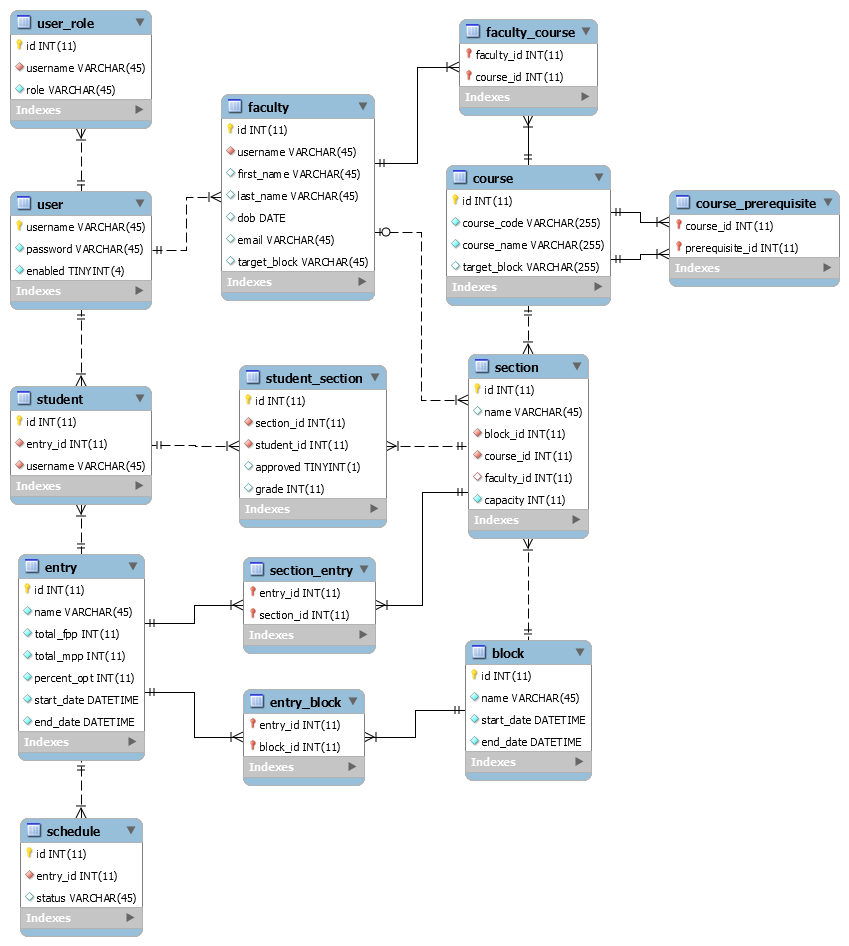 user_role
id INT(11)
username VARCHAR(45)
role VARCHAR(45)
Indexes
faculty_course
faculty_id INT(11)
course_id INT(11)
Indexes
faculty
id INT(11)
username VARCHAR(45)
first_name VARCHAR(45)
last_name VARCHAR(45)
dob DATE
email VARCHAR(45)
target_block VARCHAR(45)
Indexes
course
id INT(11)
course_code VARCHAR(255)
course_name VARCHAR(255)
target_block VARCHAR(255)
Indexes
course_prerequisite
course_id INT(11)
prerequisite_id INT(11)
Indexes
user
username VARCHAR(45)
password VARCHAR(45)
enabled TINYINT(4)
Indexes
student
id INT(11)
entry_id INT(11)
username VARCHAR(45)
Indexes
student_section
id INT(11)
section_id INT(11)
student_id INT(11)
approved TINYINT(1)
grade INT(11)
Indexes
section
id INT(11)
name VARCHAR(45)
block_id INT(11)
course_id INT(11)
faculty_id INT(11)
capacity INT(11)
Indexes
entry
id INT(11)
name VARCHAR(45)
total_fpp INT(11)
total_mpp INT(11)
percent_opt INT(11)
start_date DATETIME
end_date DATETIME
Indexes
section_entry
entry_id INT(11)
section_id INT(11)
Indexes
entry_block
entry_id INT(11)
block_id INT(11)
Indexes
block
id INT(11)
name VARCHAR(45)
start_date DATETIME
end_date DATETIME
Indexes
schedule
id INT(11)
entry_id INT(11)
status VARCHAR(45)
Indexes